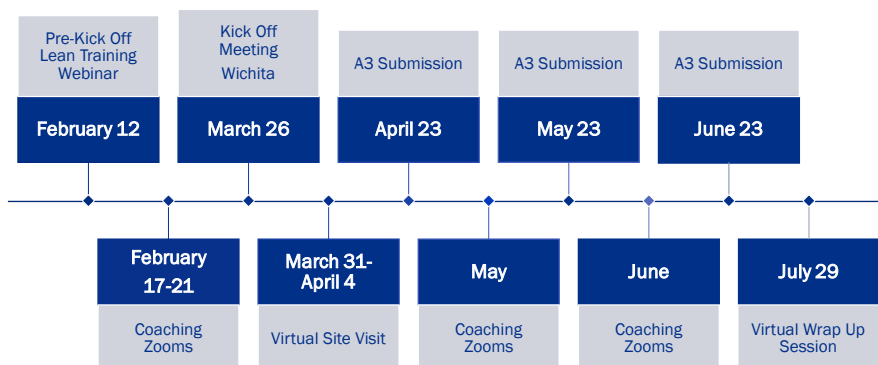 Pre-Kick Off
Lean Training
Webinar
February 12
Kick Off
Meeting
Wichita
March 26
A3 Submission
April 23
A3 Submission
May 23
A3 Submission
June 23
February
17-21
Coaching
Zooms
March 31-
April 4
Virtual Site Visit
May
Coaching
Zooms
June
Coaching
Zooms
July 29
Virtual Wrap Up
Session